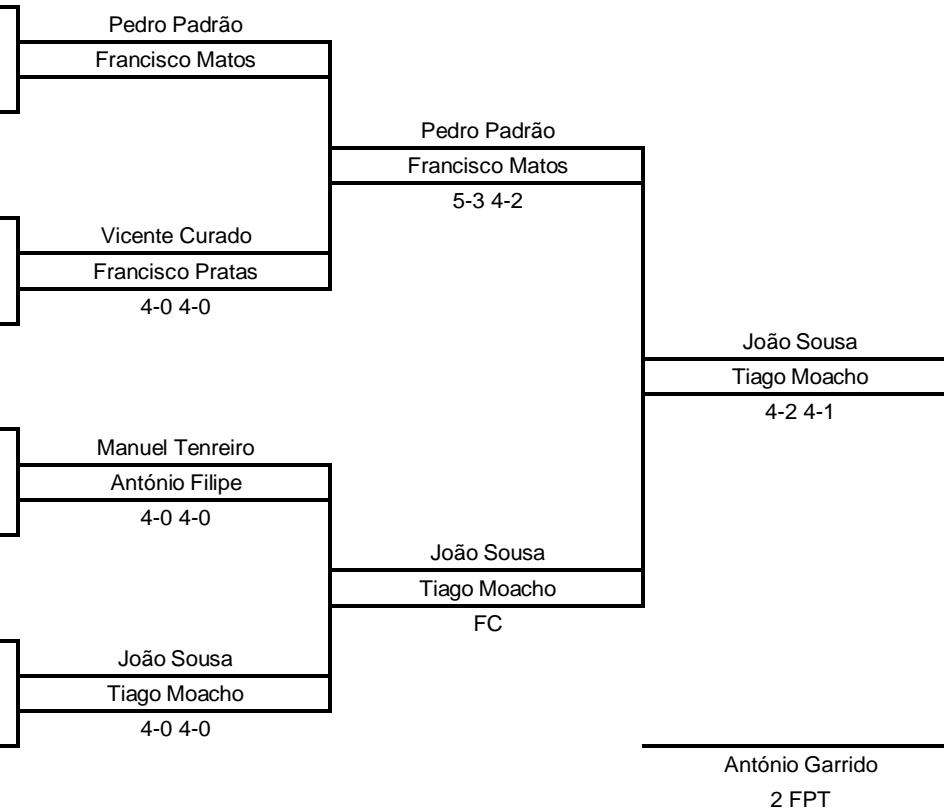 Pedro Padrão
Francisco Matos
Pedro Padrão
Francisco Matos
5-3 4-2
Vicente Curado
Francisco Pratas
4-0 4-0
João Sousa
Tiago Moacho
4-2 4-1
Manuel Tenreiro
António Filipe
4-0 4-0
João Sousa
Tiago Moacho
FC
João Sousa
Tiago Moacho
4-0 4-0
António Garrido
2 FPT